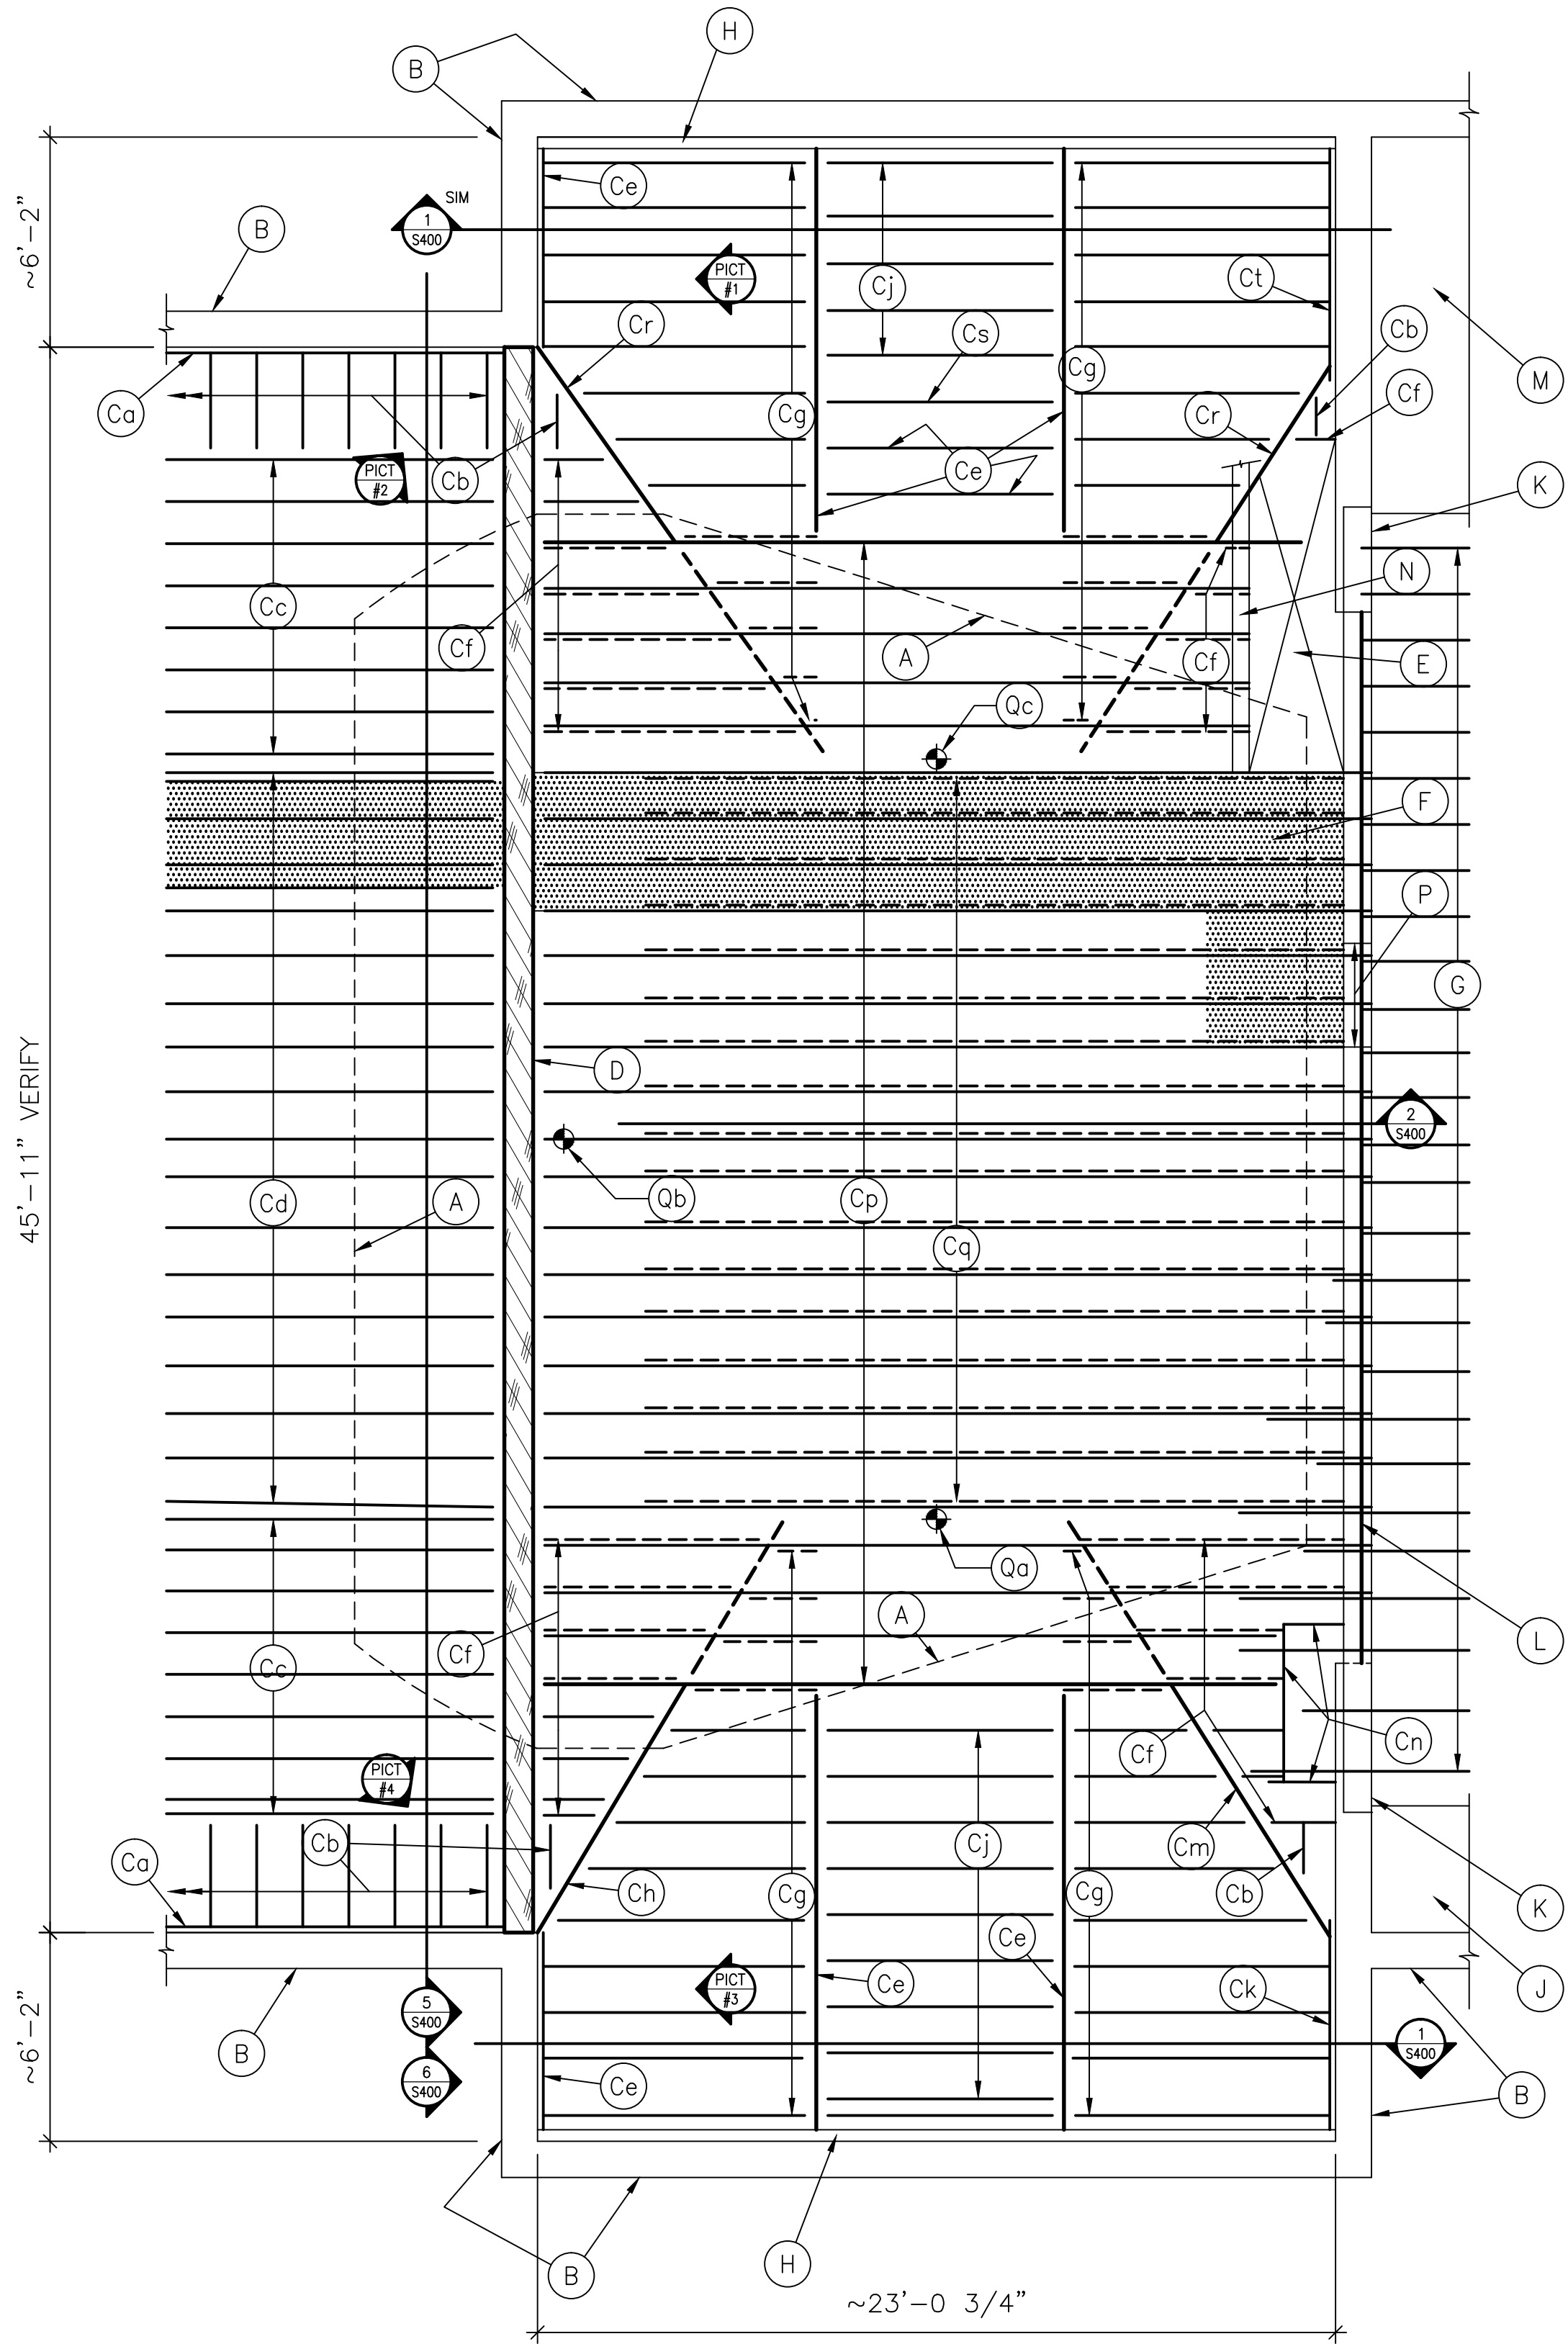 H
B
~6'-2"
B
1
S400
SIM
Ce
PICT
#1
Cj
Ct
M
Cr
Cs
Cb
Cg
Cf
Ca
Cg
Cr
PICT
#2
Cb
Ce
K
N
Cc
Cf
A
Cf
E
Qc
F
P
G
45'-11" VERIFY
D
2
S400
Cd
A
Qb
Cp
Cq
Qa
A
L
Cf
Cc
Cf
Cn
PICT
#4
Cb
Ca
Ch
Cg
Cj
Cm
Cg
Cb
K
Ce
PICT
#3
Ce
Ck
J
5
S400
~6'-2"
B
6
S400
1
S400
Ce
B
B
H
~23'-0 3/4"